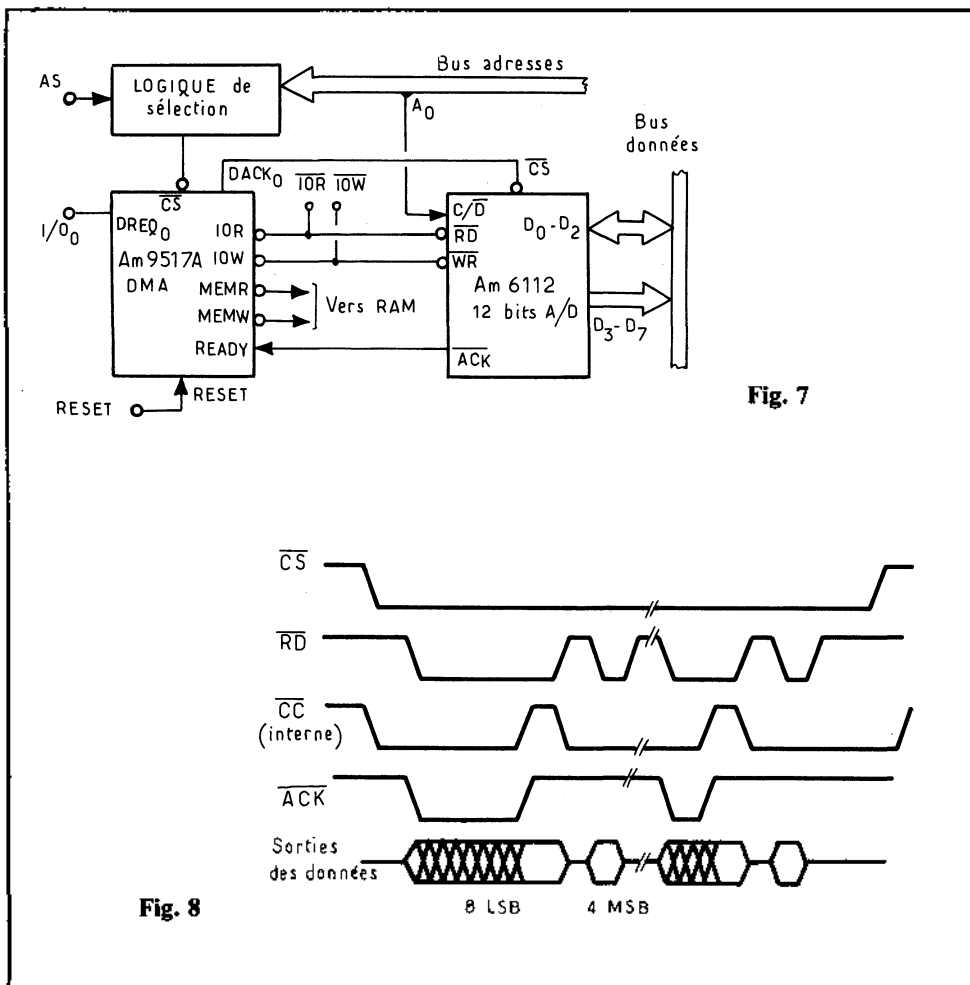 Bus adresses
AS
LOGIQUE de
sélection
A0
Bus
données
DACK0
IOR IOW
CS
CS
I/O0
DREQ0
IOR
C/D
RD
D0-D2
Am9517A
IOW
WR
DMA
MEMR
Vers RAM
Am 6112
MEMW
12 bits A/D
READY
ACK
D3-D7
RESET
RESET
Fig. 7
CS
RD
CC
(interne)
ACK
Sorties
des données
8 LSB
4 MSB
Fig. 8